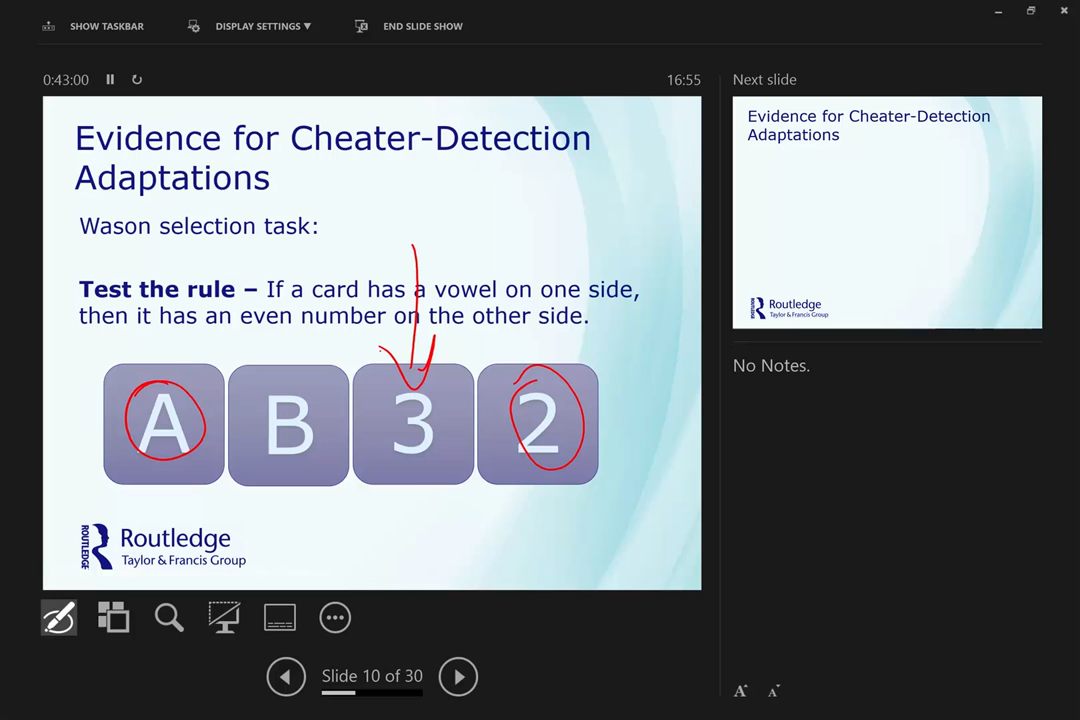 SHOW TASKBAR
DISPLAY SETTINGS ▼
END SLIDE SHOW
0:43:00
16:55
Evidence for Cheater-Detection
Adaptations
Wason selection task:
Test the rule – If a card has a vowel on one side,
then it has an even number on the other side.
A B 3 2
ROUTLEDGE
Routledge
Taylor & Francis Group
Slide 10 of 30
Next slide
Evidence for Cheater-Detection
Adaptations
ROUTLEDGE
Routledge
Taylor & Francis Group
No Notes.
A A